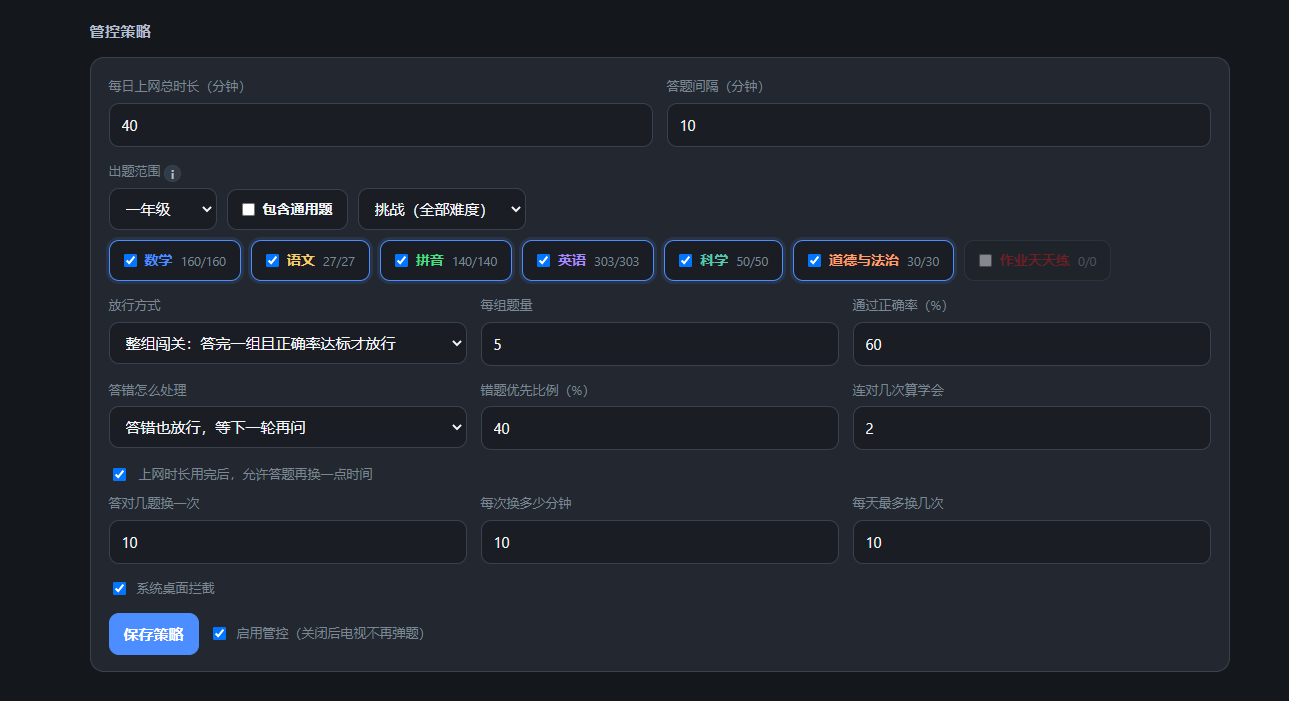 管控策略
每日上网总时长（分钟） 答题间隔（分钟）
40 10
出题范围 i
一年级 包含通用题 挑战（全部难度）
数学 160/160 语文 27/27 拼音 140/140 英语 303/303 科学 50/50 道德与法治 30/30 作业天天练 0/0
放行方式 每组题量 通过正确率（%）
整组闯关：答完一组且正确率达标才放行 5 60
答错怎么处理 错题优先比例（%） 连对几次算学会
答错也放行，等下一轮再问 40 2
上网时长用完后，允许答题再换一点时间
答对几题换一次 每次换多少分钟 每天最多换几次
10 10 10
系统桌面拦截
保存策略 启用管控（关闭后电视不再弹题）